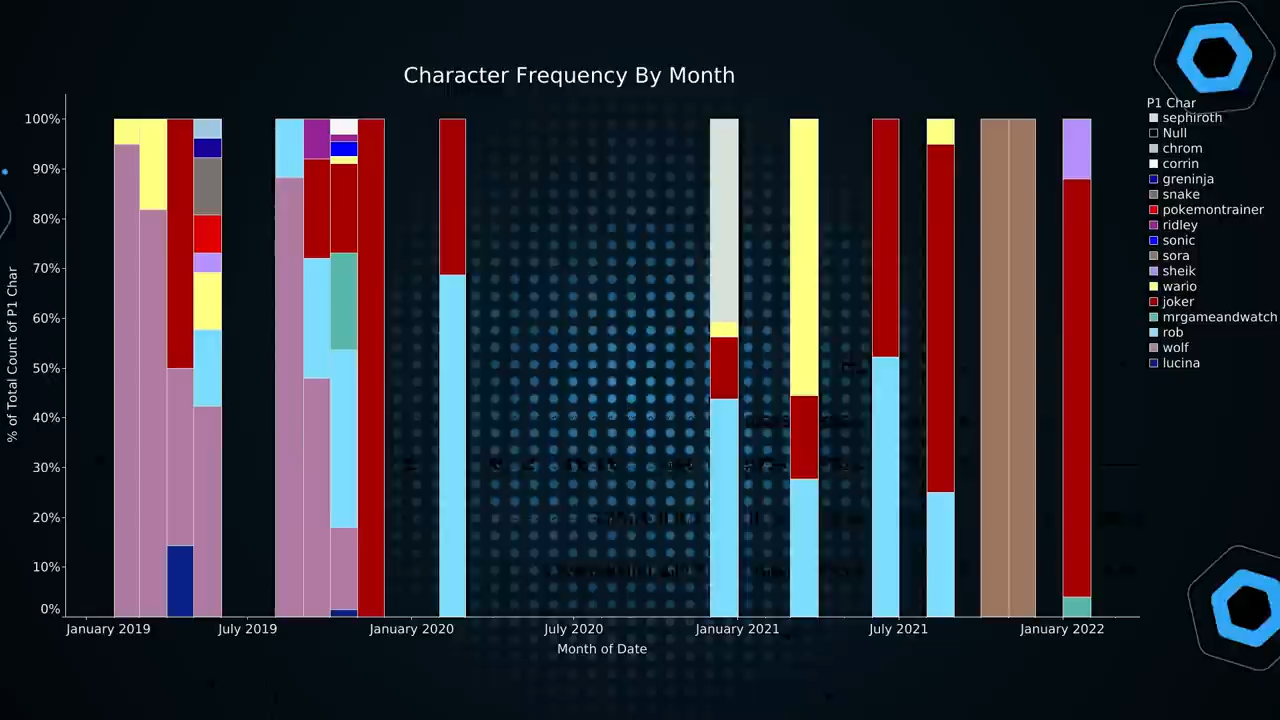 Character Frequency By Month
P1 Char
sephiroth
Null
chrom
corrin
greninja
snake
pokemontrainer
ridley
sonic
sora
sheik
wario
joker
mrgameandwatch
rob
wolf
lucina
% of Total Count of P1 Char
100%
90%
80%
70%
60%
50%
40%
30%
20%
10%
0%
January 2019 July 2019 January 2020 July 2020 January 2021 July 2021 January 2022
Month of Date